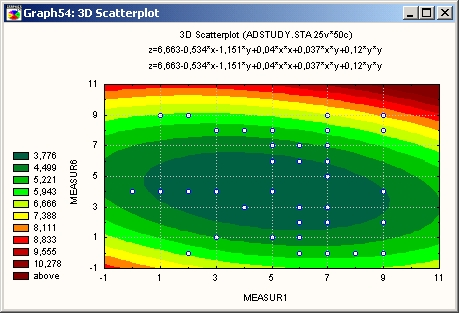 Graph54: 3D Scatterplot
3D Scatterplot (ADSTUDY.STA 25v*50c)
z=6,663-0,534*x-1,151*y+0,04*x*x+0,037*x*y+0,12*y*y
z=6,663-0,534*x-1,151*y+0,04*x*x+0,037*x*y+0,12*y*y
11
9
7
5
3
1
-1
MEASUR6
3,776
4,499
5,221
5,943
6,666
7,388
8,111
8,833
9,555
10,278
above
-1 1 3 5 7 9 11
MEASUR1